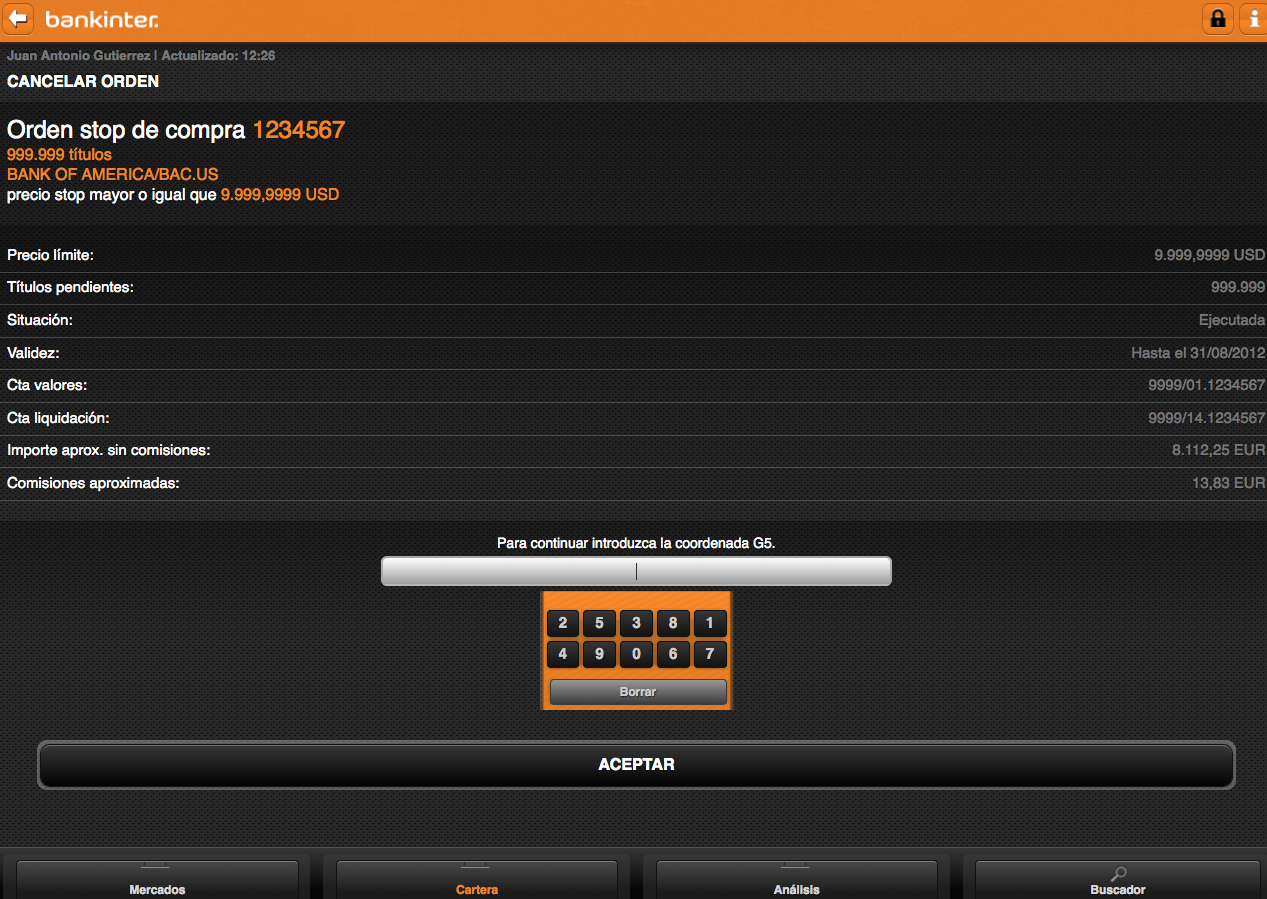 bankinter.
Juan Antonio Gutierrez | Actualizado: 12:26
CANCELAR ORDEN
Orden stop de compra 1234567
999.999 títulos
BANK OF AMERICA/BAC.US
precio stop mayor o igual que 9.999,9999 USD
Precio límite: 9.999,9999 USD
Títulos pendientes: 999.999
Situación: Ejecutada
Validez: Hasta el 31/08/2012
Cta valores: 9999/01.1234567
Cta liquidación: 9999/14.1234567
Importe aprox. sin comisiones: 8.112,25 EUR
Comisiones aproximadas: 13,83 EUR
Para continuar introduzca la coordenada G5.
2 5 3 8 1
4 9 0 6 7
Borrar
ACEPTAR
Mercados Cartera Análisis Buscador